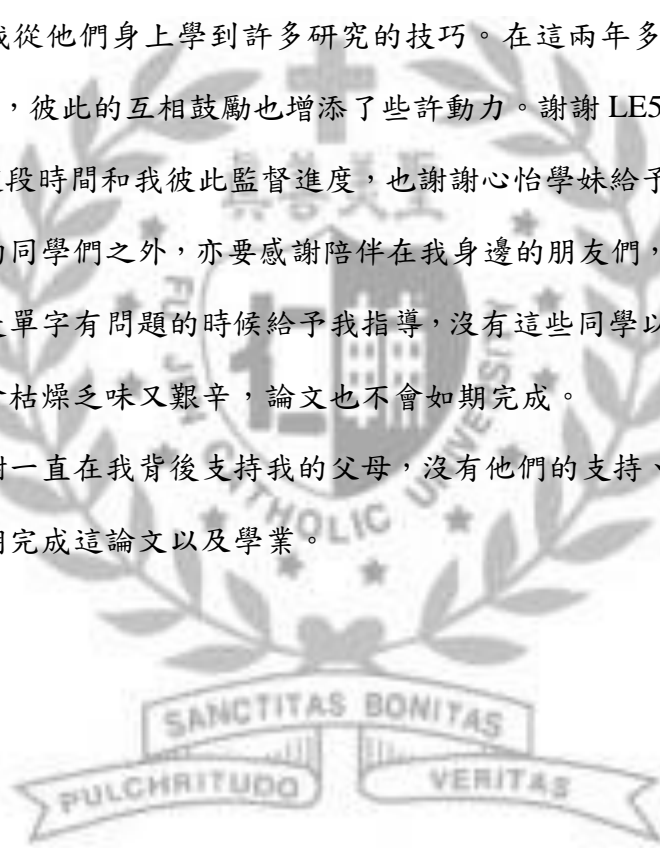 我從他們身上學到許多研究的技巧。在這兩年多
，彼此的互相鼓勵也增添了些許動力。謝謝 LE5
段時間和我彼此監督進度，也謝謝心怡學妹給予
同學們之外，亦要感謝陪伴在我身邊的朋友們，
單字有問題的時候給予我指導，沒有這些同學以
枯燥乏味又艱辛，論文也不會如期完成。
一直在我背後支持我的父母，沒有他們的支持、
完成這論文以及學業。
真善美聖
FU JEN CATHOLIC UNIVERSITY
SANCTITAS BONITAS
PULCHRITUDO VERITAS